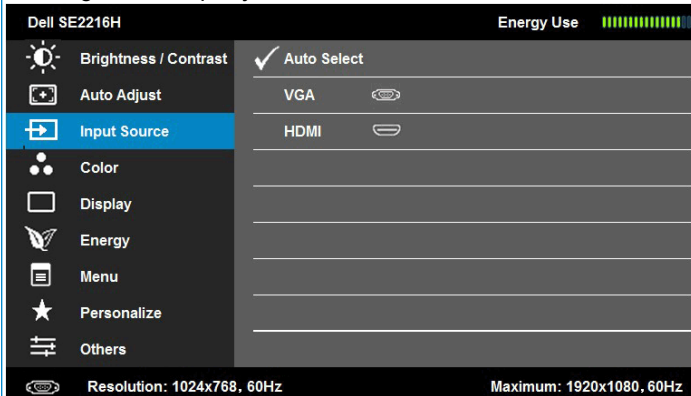 Dell SE2216H Energy Use
Brightness / Contrast Auto Select
Auto Adjust VGA
Input Source HDMI
Color
Display
Energy
Menu
Personalize
Others
Resolution: 1024x768, 60Hz Maximum: 1920x1080, 60Hz